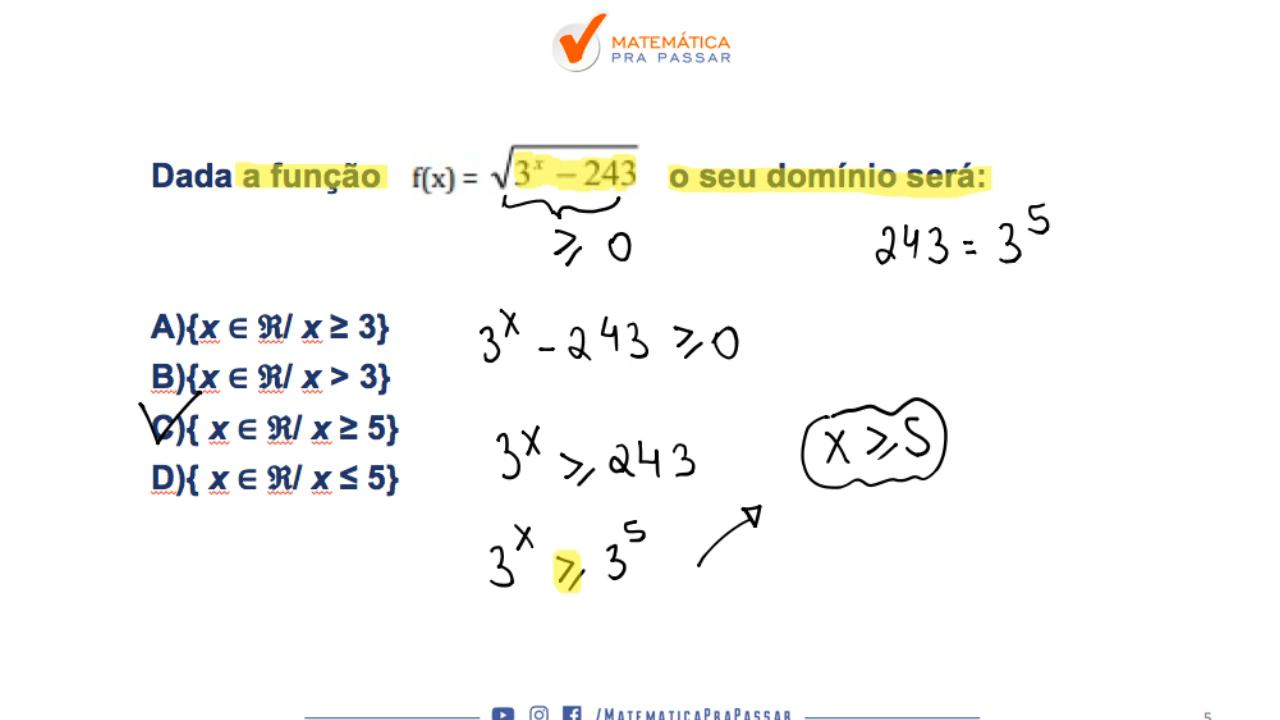 MATEMÁTICA
PRA PASSAR
Dada a função f(x) = √3ˣ − 243 o seu domínio será:
≥ 0
243 = 3⁵
A){x ∈ ℜ/ x ≥ 3}
3ˣ - 243 ≥ 0
B){x ∈ ℜ/ x > 3}
C){ x ∈ ℜ/ x ≥ 5}
3ˣ ≥ 243
x ≥ 5
D){ x ∈ ℜ/ x ≤ 5}
3ˣ ≥ 3⁵
/MATEMATICAPRAPASSAR
5